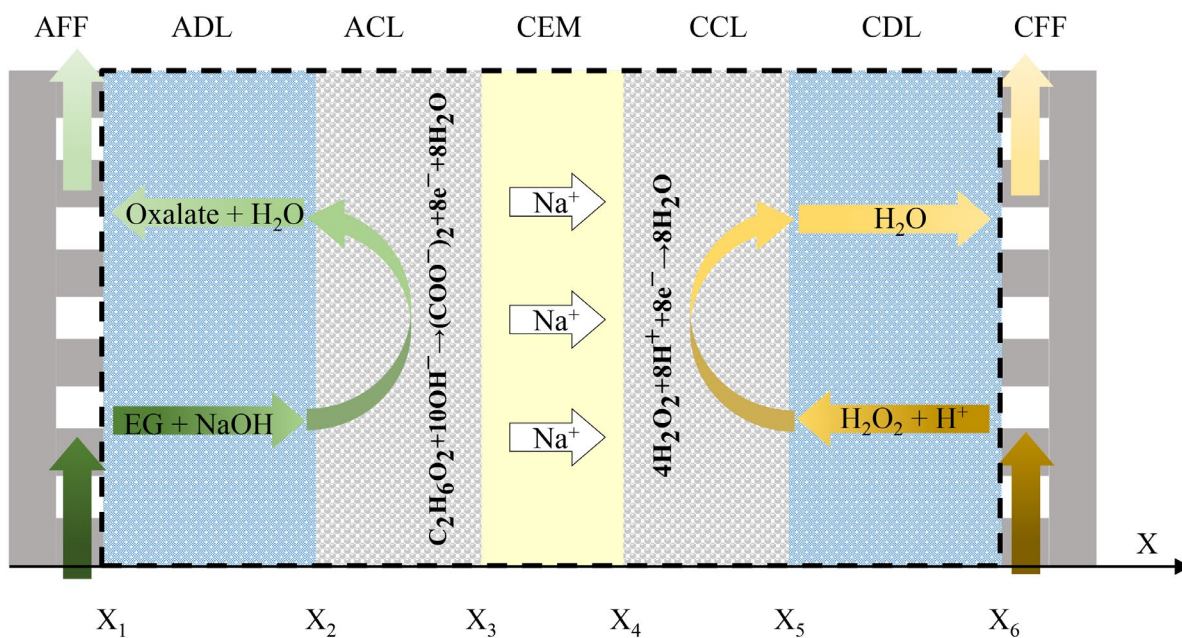 AFF ADL ACL CEM CCL CDL CFF
C₂H₆O₂+10OH⁻→(COO⁻)₂+8e⁻+8H₂O
4H₂O₂+8H⁺+8e⁻→8H₂O
Oxalate + H₂O
Na⁺
H₂O
Na⁺
EG + NaOH
Na⁺
H₂O₂ + H⁺
X
X₁ X₂ X₃ X₄ X₅ X₆